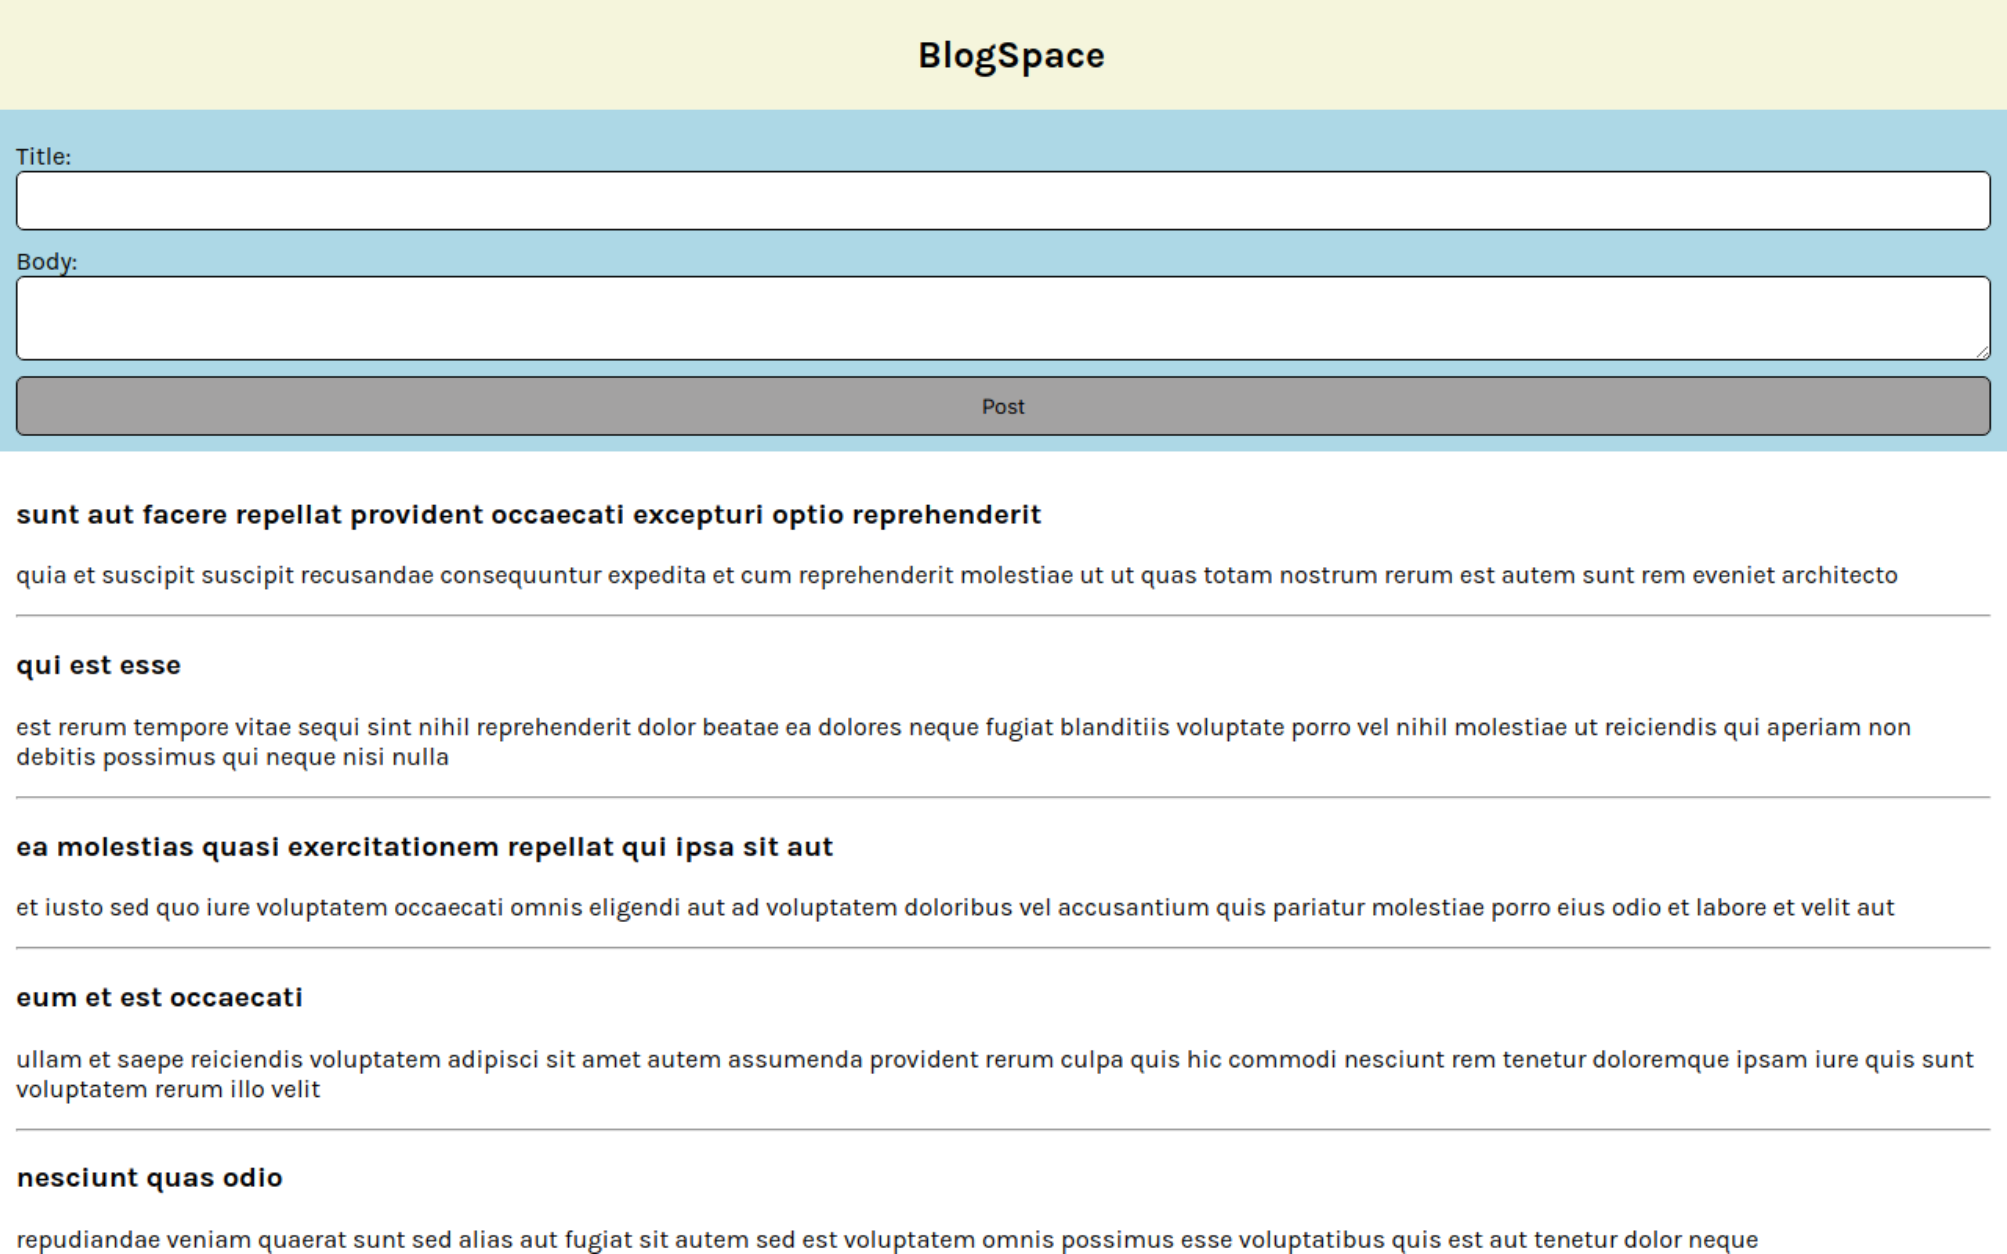 BlogSpace
Title:
Body:
Post
sunt aut facere repellat provident occaecati excepturi optio reprehenderit
quia et suscipit suscipit recusandae consequuntur expedita et cum reprehenderit molestiae ut ut quas totam nostrum rerum est autem sunt rem eveniet architecto
qui est esse
est rerum tempore vitae sequi sint nihil reprehenderit dolor beatae ea dolores neque fugiat blanditiis voluptate porro vel nihil molestiae ut reiciendis qui aperiam non
debitis possimus qui neque nisi nulla
ea molestias quasi exercitationem repellat qui ipsa sit aut
et iusto sed quo iure voluptatem occaecati omnis eligendi aut ad voluptatem doloribus vel accusantium quis pariatur molestiae porro eius odio et labore et velit aut
eum et est occaecati
ullam et saepe reiciendis voluptatem adipisci sit amet autem assumenda provident rerum culpa quis hic commodi nesciunt rem tenetur doloremque ipsam iure quis sunt
voluptatem rerum illo velit
nesciunt quas odio
repudiandae veniam quaerat sunt sed alias aut fugiat sit autem sed est voluptatem omnis possimus esse voluptatibus quis est aut tenetur dolor neque